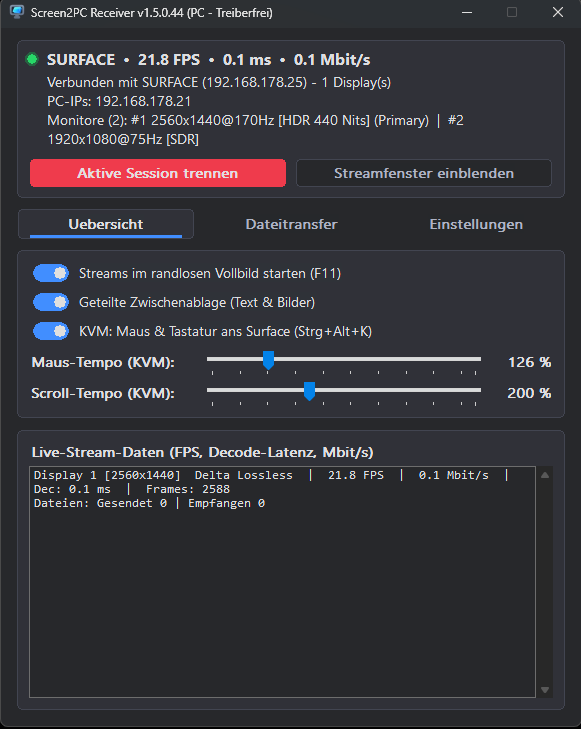 Screen2PC Receiver v1.5.0.44 (PC - Treiberfrei)
SURFACE • 21.8 FPS • 0.1 ms • 0.1 Mbit/s
Verbunden mit SURFACE (192.168.178.25) - 1 Display(s)
PC-IPs: 192.168.178.21
Monitore (2): #1 2560x1440@170Hz [HDR 440 Nits] (Primary) | #2
1920x1080@75Hz [SDR]
Aktive Session trennen
Streamfenster einblenden
Uebersicht
Dateitransfer
Einstellungen
Streams im randlosen Vollbild starten (F11)
Geteilte Zwischenablage (Text & Bilder)
KVM: Maus & Tastatur ans Surface (Strg+Alt+K)
Maus-Tempo (KVM): 126 %
Scroll-Tempo (KVM): 200 %
Live-Stream-Daten (FPS, Decode-Latenz, Mbit/s)
Display 1 [2560x1440] Delta Lossless | 21.8 FPS | 0.1 Mbit/s |
Dec: 0.1 ms | Frames: 2588
Dateien: Gesendet 0 | Empfangen 0